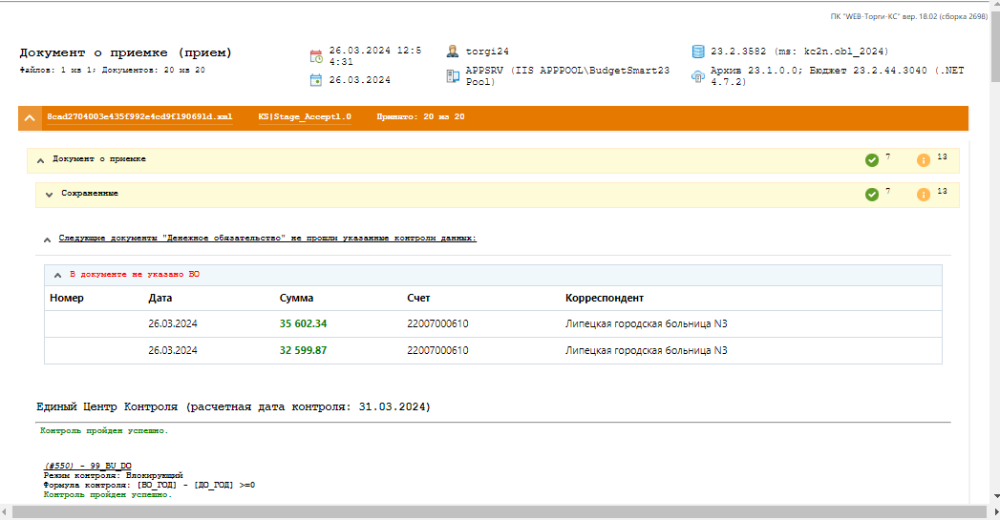 ПК "WEB-Торги-КС" вер. 18.02 (сборка 2698)
Документ о приемке (прием)
Файлов: 1 из 1; Документов: 20 из 20
26.03.2024 12:5
4:31
26.03.2024
torgi24
APPSRV (IIS APPPOOL\BudgetSmart23
Pool)
23.2.3582 (ms: kc2n.obl_2024)
Архив 23.1.0.0; Бюджет 23.2.44.3040 (.NET
4.7.2)
8cad2704003e435f992e4cd9f190691d.xml KS|Stage_Accept1.0 Принято: 20 из 20
Документ о приемке 7 13
Сохраненные 7 13
Следующие документы "Денежное обязательство" не прошли указанные контроли данных:
В документе не указано БО
Номер Дата Сумма Счет Корреспондент
26.03.2024 35 602.34 22007000610 Липецкая городская больница N3
26.03.2024 32 599.87 22007000610 Липецкая городская больница N3
Единый Центр Контроля (расчетная дата контроля: 31.03.2024)
Контроль пройден успешно.
(#550) - 99_BU_DO
Режим контроля: Блокирующий
Формула контроля: [БО_ГОД] - [ДО_ГОД] >=0
Контроль пройден успешно.